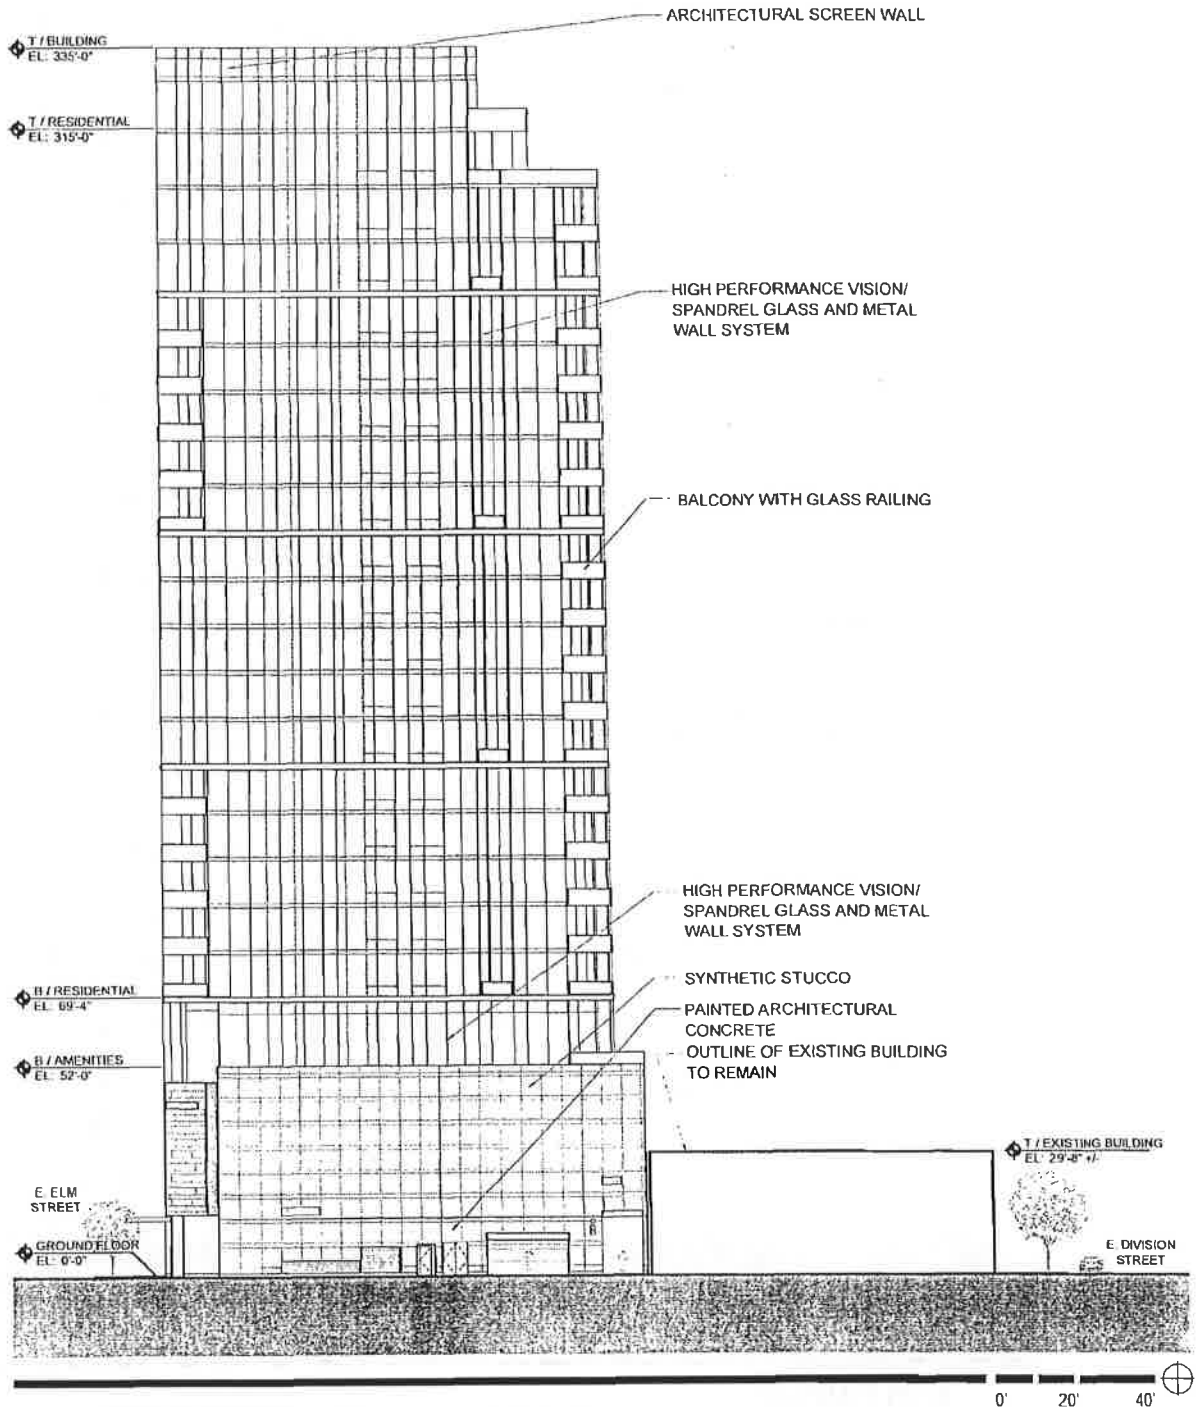 ARCHITECTURAL SCREEN WALL
T / BUILDING
EL: 335'-0"
T / RESIDENTIAL
EL: 315'-0"
HIGH PERFORMANCE VISION/
SPANDREL GLASS AND METAL
WALL SYSTEM
BALCONY WITH GLASS RAILING
HIGH PERFORMANCE VISION/
SPANDREL GLASS AND METAL
WALL SYSTEM
SYNTHETIC STUCCO
B / RESIDENTIAL
EL: 69'-4"
PAINTED ARCHITECTURAL
CONCRETE
OUTLINE OF EXISTING BUILDING
TO REMAIN
B / AMENITIES
EL: 52'-0"
T / EXISTING BUILDING
EL: 29'-8" +/-
E. ELM
STREET
GROUND FLOOR
EL: 0'-0"
E. DIVISION
STREET
0' 20' 40'